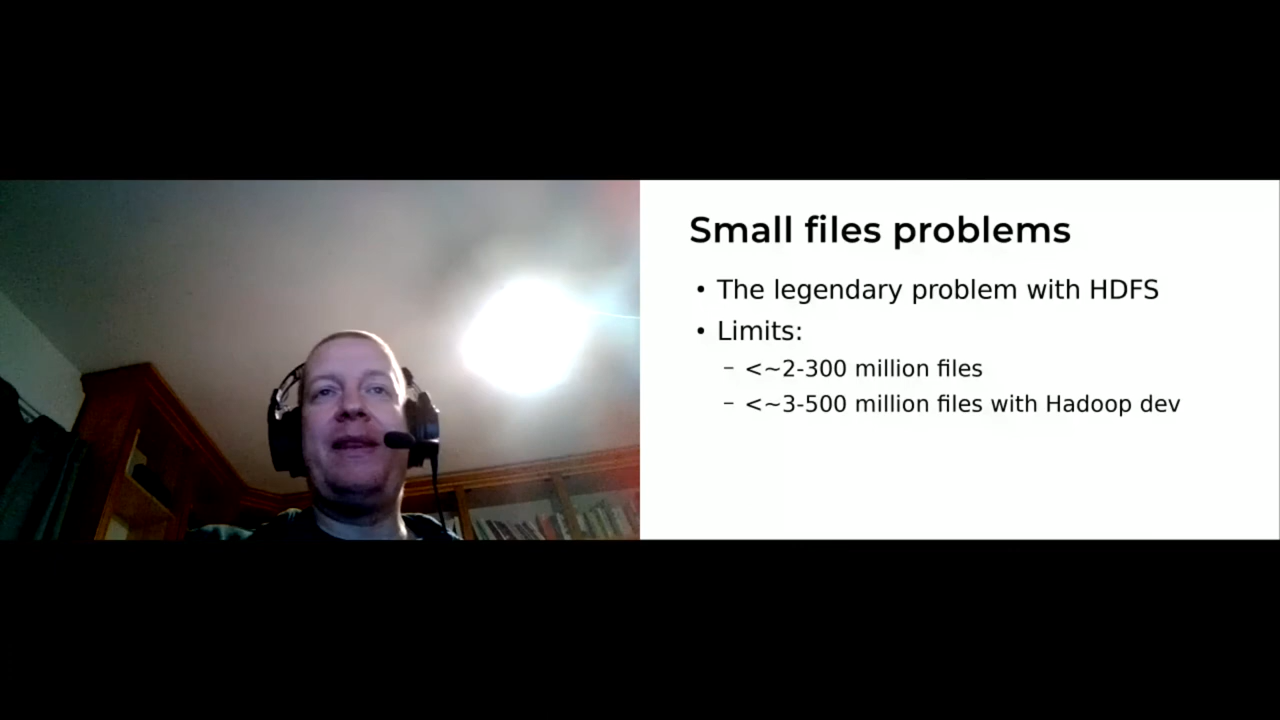 Small files problems
• The legendary problem with HDFS
• Limits:
– <~2-300 million files
– <~3-500 million files with Hadoop dev